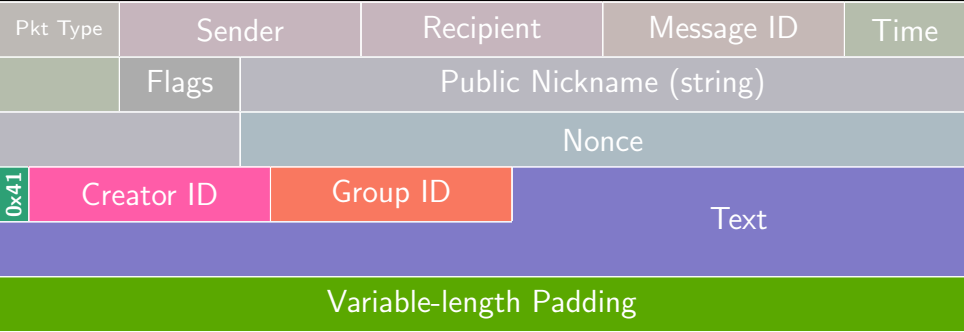 Pkt Type Sender Recipient Message ID Time
Flags Public Nickname (string)
Nonce
0x41 Creator ID Group ID Text
Variable-length Padding